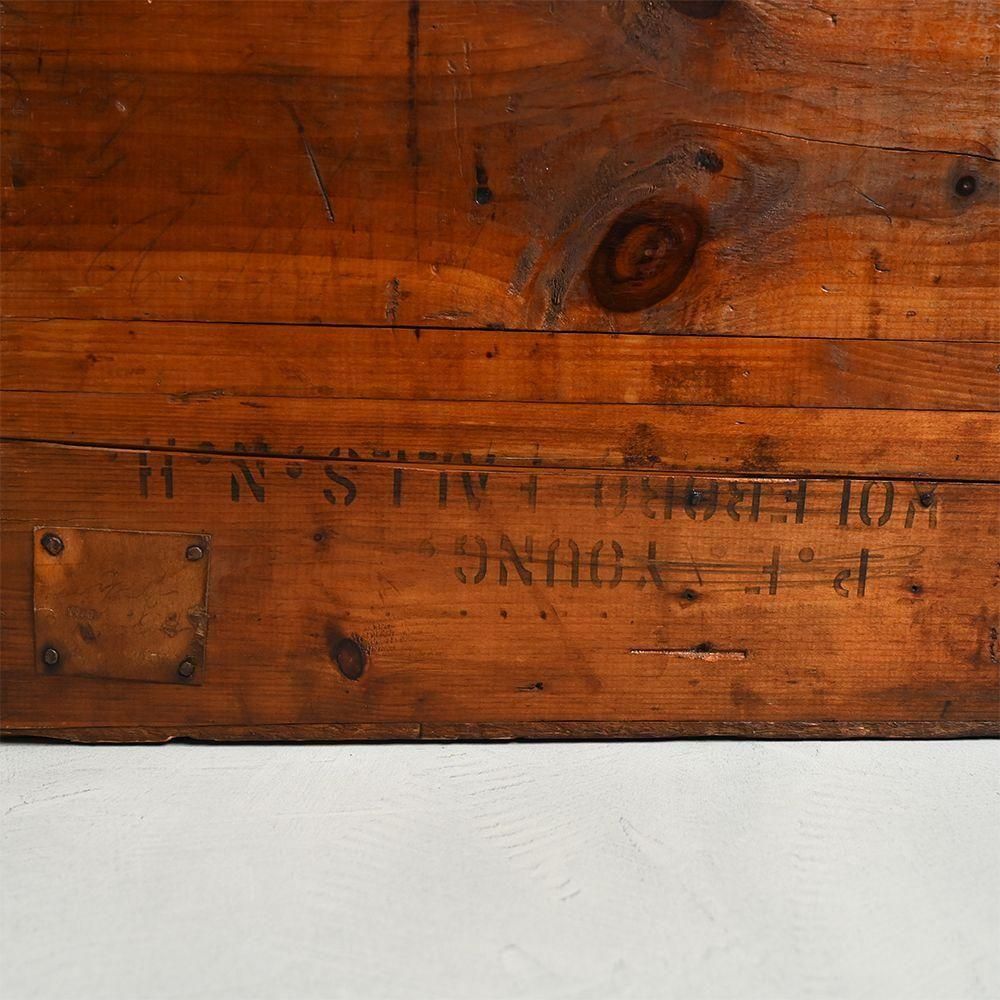 P. F. YOUNG.
WOLFEBORO FALLS. N. H.